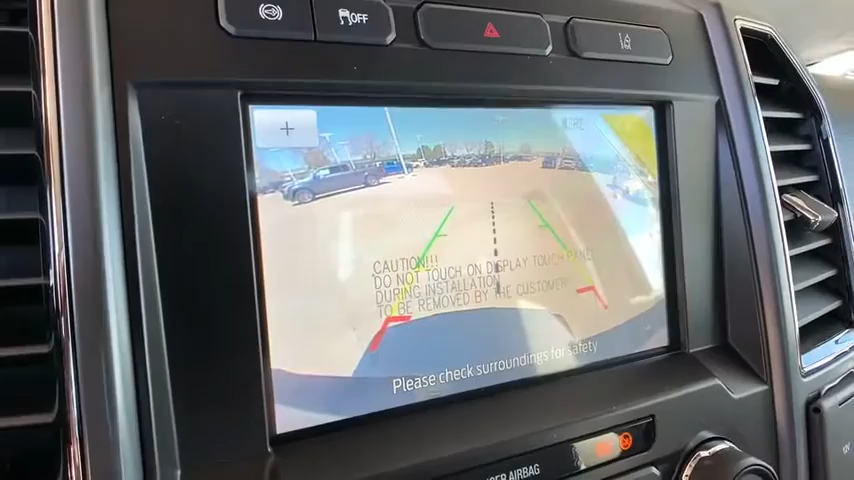 OFF
+
CAUTION!!!
DO NOT TOUCH ON DISPLAY TOUCH PANEL
DURING INSTALLATION
TO BE REMOVED BY THE CUSTOMER
Please check surroundings for safety
AIRBAG